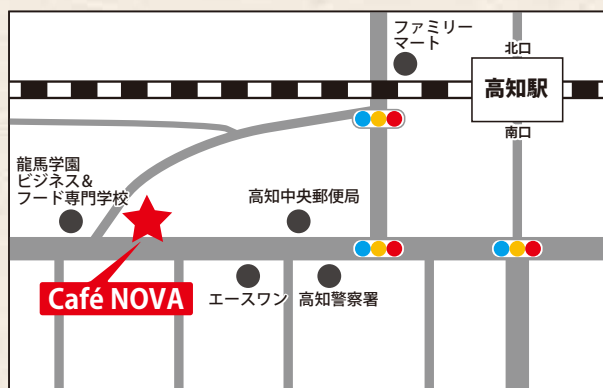 ファミリー
マート
北口
高知駅
南口
龍馬学園
ビジネス&
フード専門学校
高知中央郵便局
Café NOVA
エースワン
高知警察署